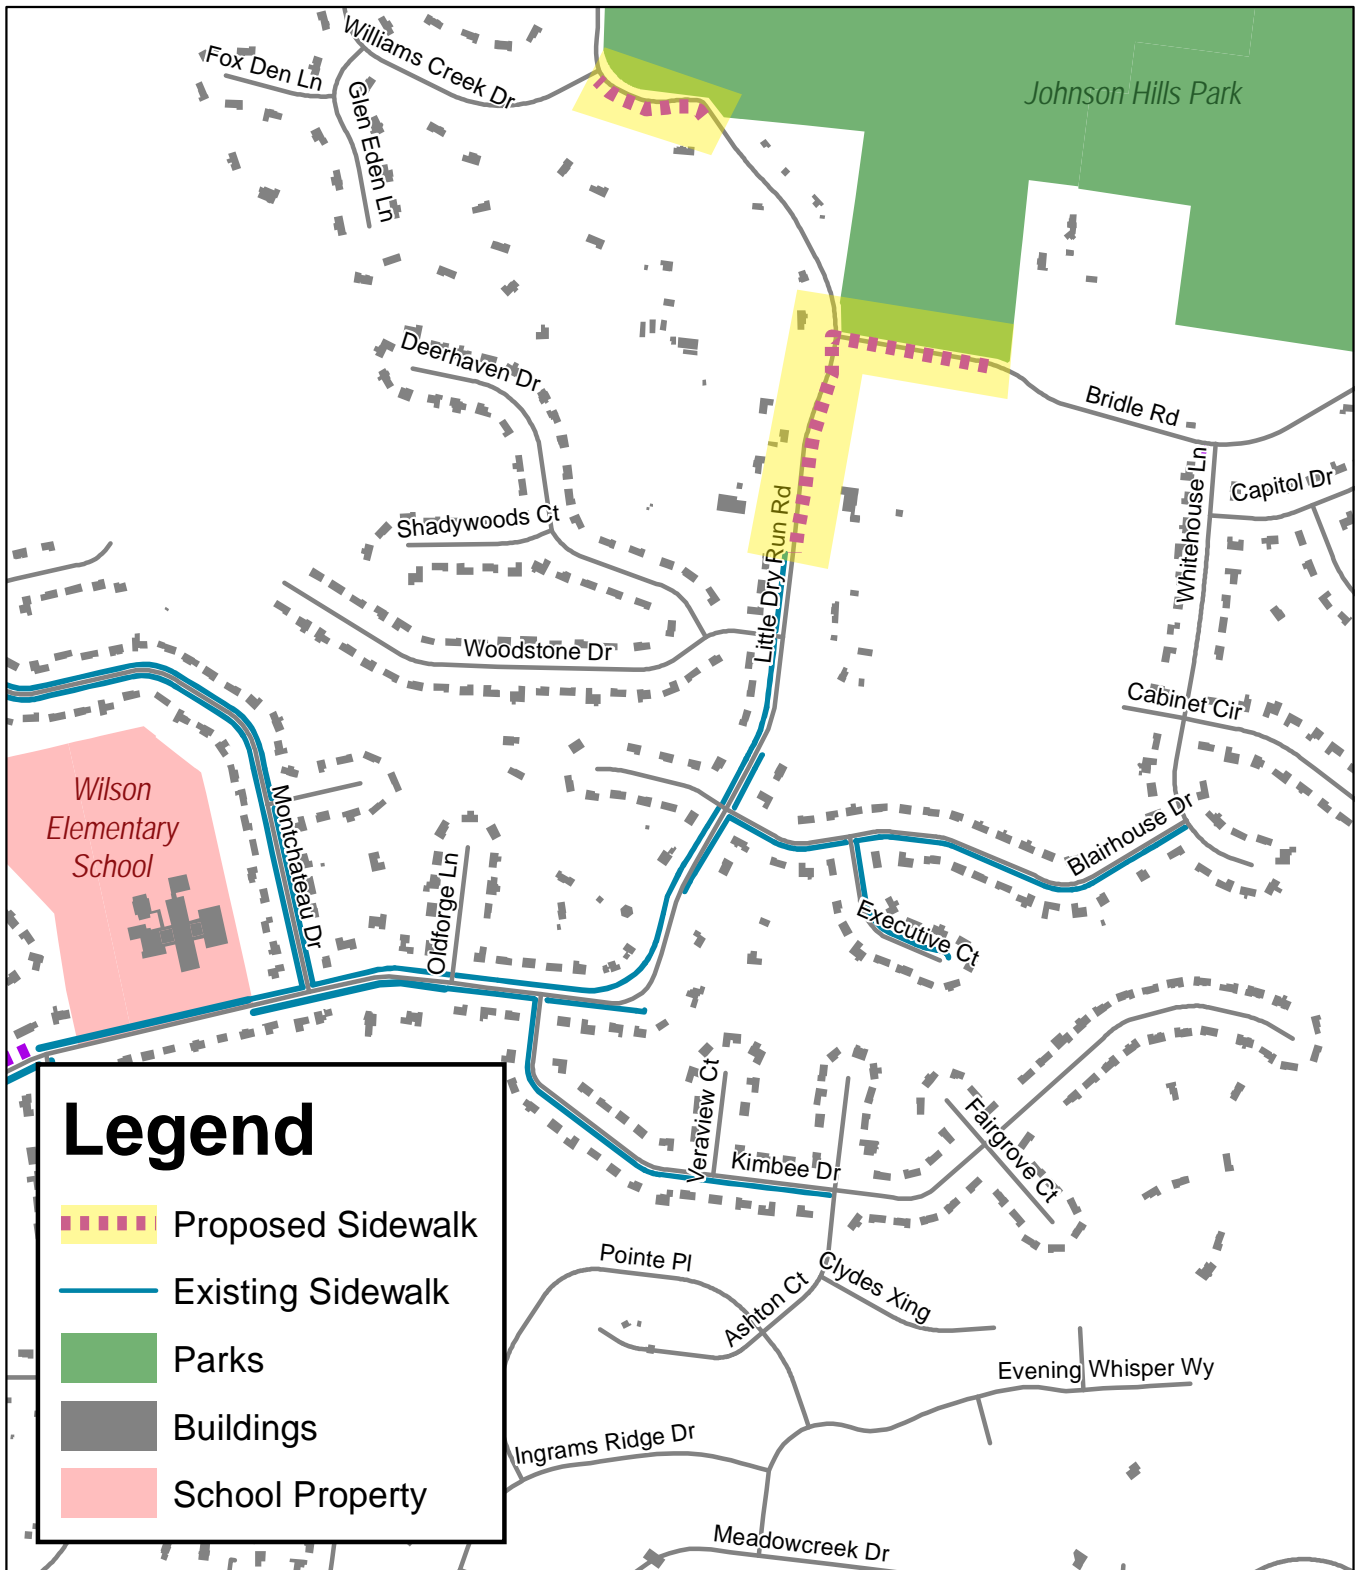 Williams Creek Dr
Fox Den Ln
Glen Eden Ln
Johnson Hills Park
Deerhaven Dr
Bridle Rd
Shadywoods Ct
Little Dry Run Rd
Whitehouse Ln
Capitol Dr
Woodstone Dr
Cabinet Cir
Wilson
Elementary
School
Montchateau Dr
Oldforge Ln
Blairhouse Dr
Executive Ct
Veraview Ct
Kimbee Dr
Fairgrove Ct
Pointe Pl
Ashton Ct
Clydes Xing
Evening Whisper Wy
Ingrams Ridge Dr
Meadowcreek Dr
Legend
Proposed Sidewalk
Existing Sidewalk
Parks
Buildings
School Property